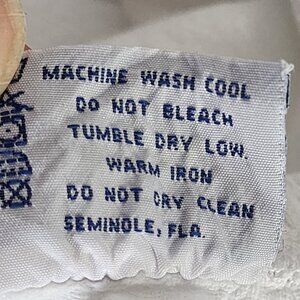 MACHINE WASH COOL
DO NOT BLEACH
TUMBLE DRY LOW.
WARM IRON
DO NOT DRY CLEAN
SEMINOLE, FLA.